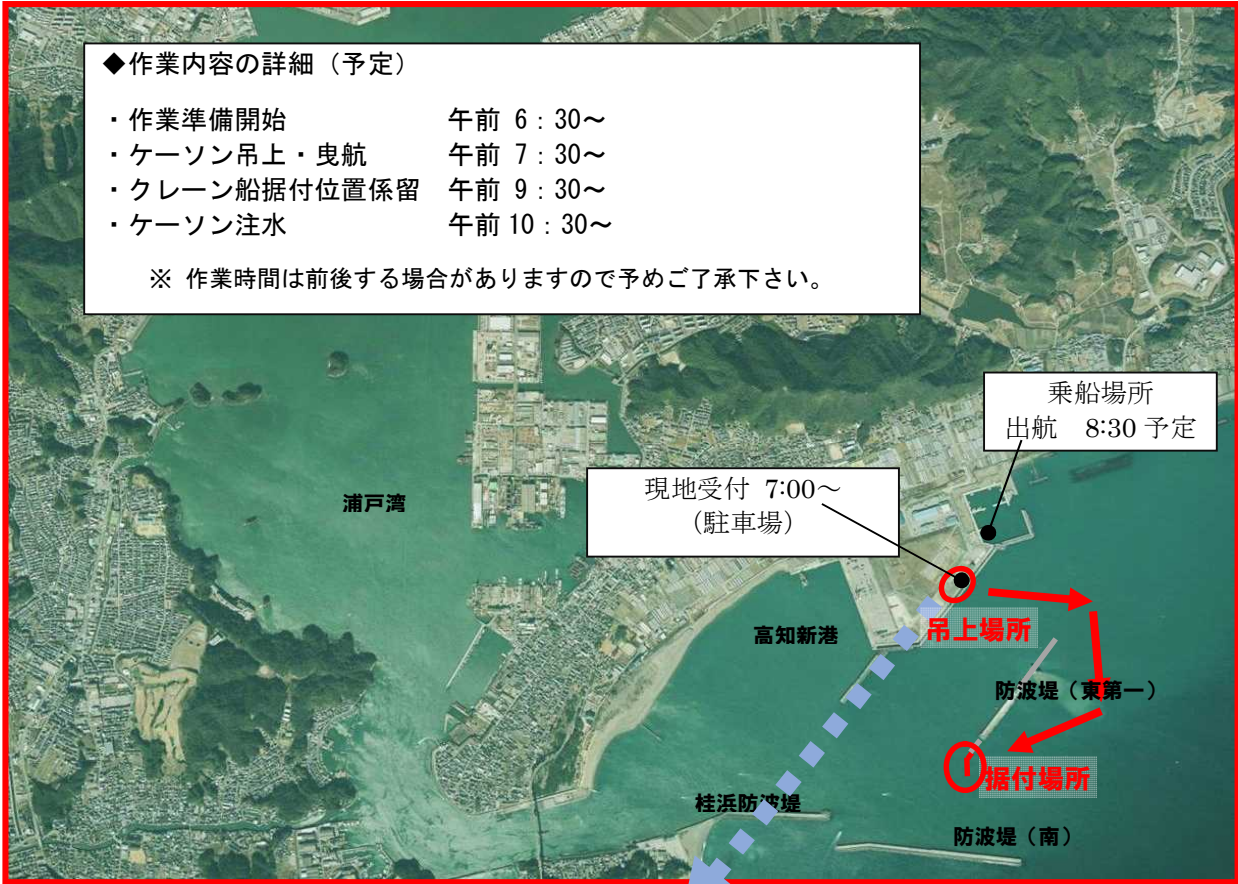 ◆作業内容の詳細（予定）
・作業準備開始 午前 6：30～
・ケーソン吊上・曳航 午前 7：30～
・クレーン船据付位置係留 午前 9：30～
・ケーソン注水 午前 10：30～
※ 作業時間は前後する場合がありますので予めご了承下さい。
乗船場所
出航 8:30 予定
現地受付 7:00～
（駐車場）
浦戸湾
高知新港
吊上場所
防波堤（東第一）
据付場所
桂浜防波堤
防波堤（南）